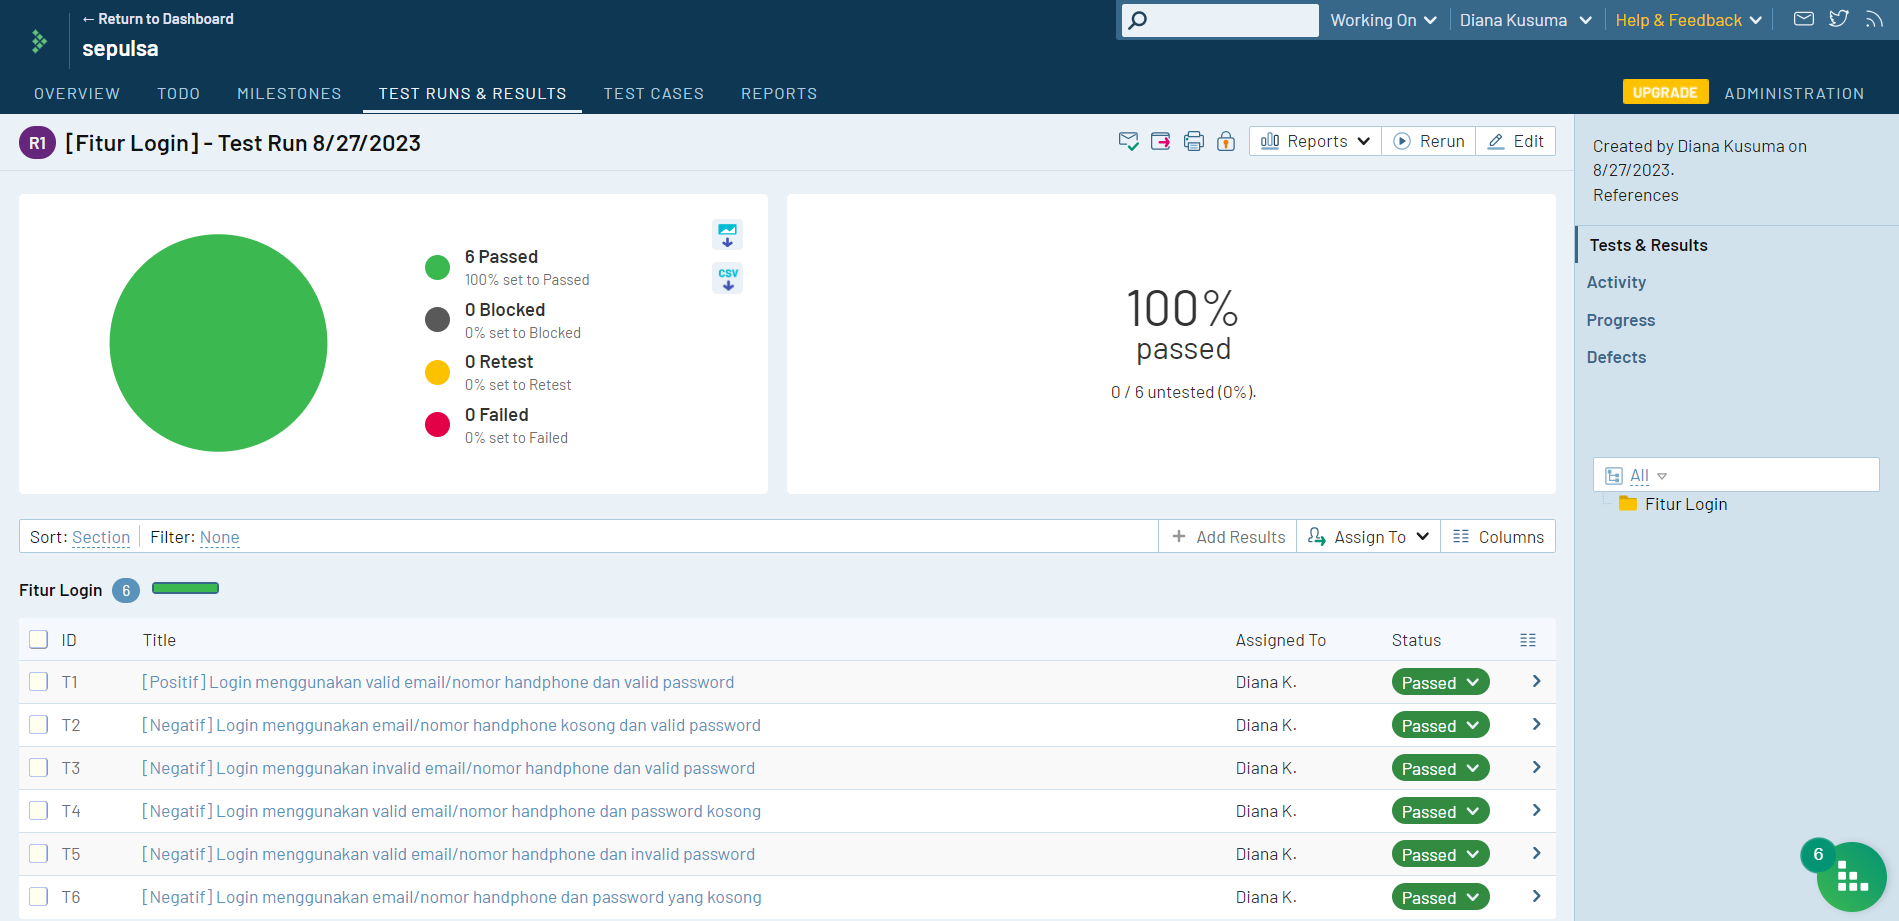 ← Return to Dashboard
sepulsa
Working On
Diana Kusuma
Help & Feedback
OVERVIEW
TODO
MILESTONES
TEST RUNS & RESULTS
TEST CASES
REPORTS
UPGRADE
ADMINISTRATION
R1 [Fitur Login] - Test Run 8/27/2023
Reports
Rerun
Edit
Created by Diana Kusuma on
8/27/2023.
References
Tests & Results
Activity
Progress
Defects
All
Fitur Login
6 Passed
100% set to Passed
0 Blocked
0% set to Blocked
0 Retest
0% set to Retest
0 Failed
0% set to Failed
CSV
100%
passed
0 / 6 untested (0%).
Sort: Section Filter: None
+ Add Results
Assign To
Columns
Fitur Login 6
ID Title Assigned To Status
T1 [Positif] Login menggunakan valid email/nomor handphone dan valid password Diana K. Passed
T2 [Negatif] Login menggunakan email/nomor handphone kosong dan valid password Diana K. Passed
T3 [Negatif] Login menggunakan invalid email/nomor handphone dan valid password Diana K. Passed
T4 [Negatif] Login menggunakan valid email/nomor handphone dan password kosong Diana K. Passed
T5 [Negatif] Login menggunakan valid email/nomor handphone dan invalid password Diana K. Passed
T6 [Negatif] Login menggunakan email/nomor handphone dan password yang kosong Diana K. Passed
6